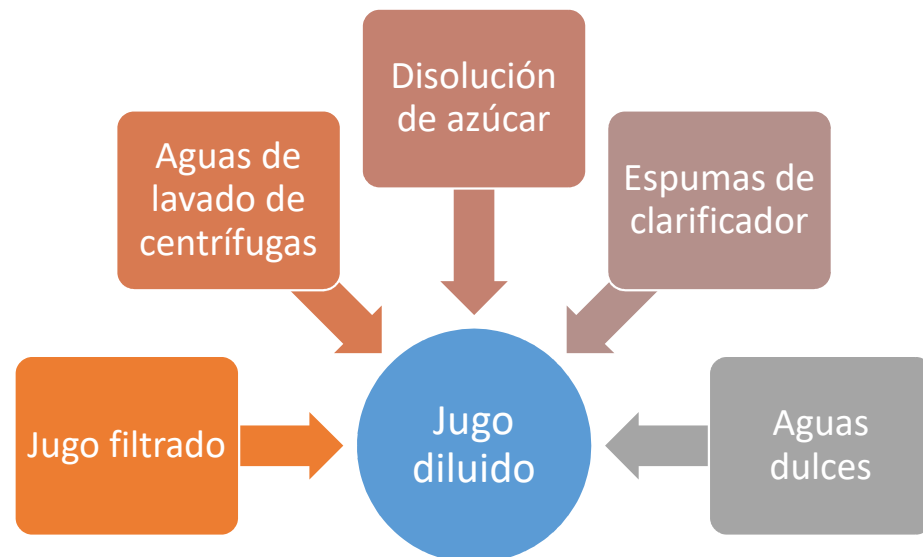 Disolución
de azúcar
Aguas de
lavado de
centrífugas
Espumas de
clarificador
Jugo filtrado
Jugo
diluido
Aguas
dulces